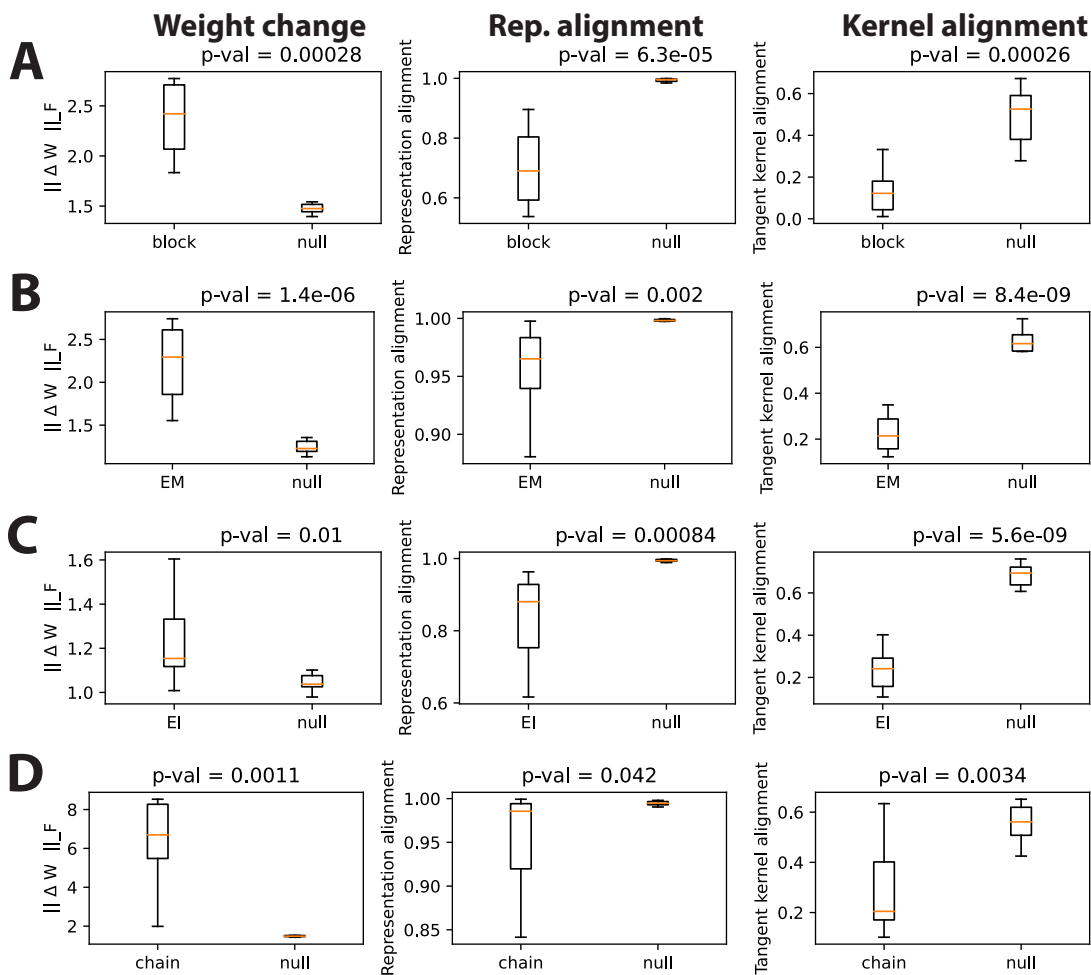 Weight change
Rep. alignment
Kernel alignment
A
p-val = 0.00028
|| Δ W ||_F
2.5
2.0
1.5
block
null
p-val = 6.3e-05
Representation alignment
1.0
0.8
0.6
block
null
p-val = 0.00026
Tangent kernel alignment
0.6
0.4
0.2
0.0
block
null
B
p-val = 1.4e-06
|| Δ W ||_F
2.5
2.0
1.5
EM
null
p-val = 0.002
Representation alignment
1.00
0.95
0.90
EM
null
p-val = 8.4e-09
Tangent kernel alignment
0.6
0.4
0.2
EM
null
C
p-val = 0.01
|| Δ W ||_F
1.6
1.4
1.2
1.0
EI
null
p-val = 0.00084
Representation alignment
1.0
0.8
0.6
EI
null
p-val = 5.6e-09
Tangent kernel alignment
0.6
0.4
0.2
EI
null
D
p-val = 0.0011
|| Δ W ||_F
8
6
4
2
chain
null
p-val = 0.042
Representation alignment
1.00
0.95
0.90
0.85
chain
null
p-val = 0.0034
Tangent kernel alignment
0.6
0.4
0.2
chain
null